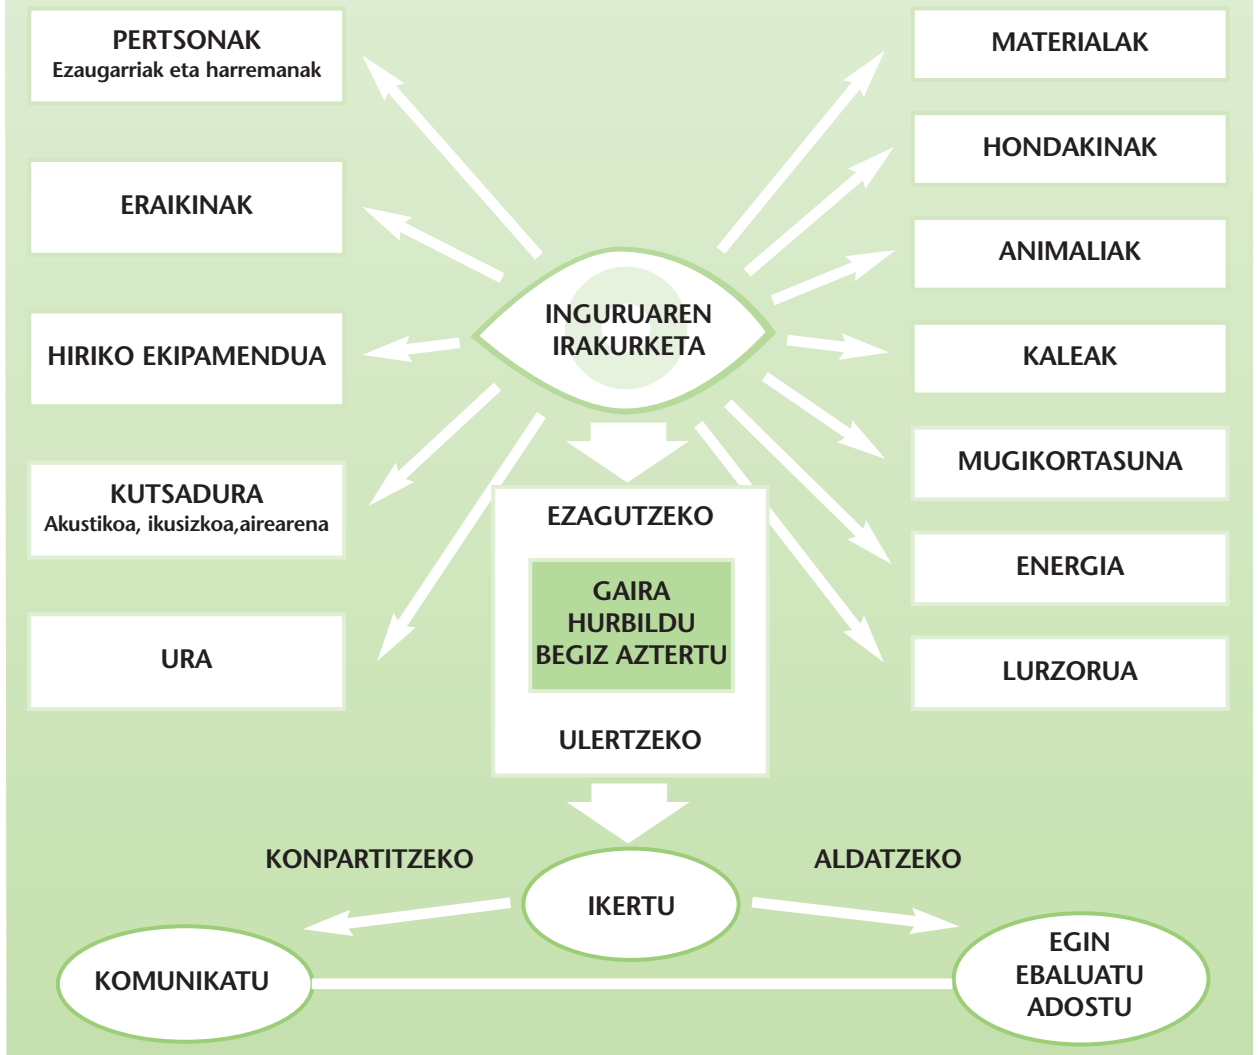 PERTSONAK
Ezaugarriak eta harremanak
ERAIKINAK
HIRIKO EKIPAMENDUA
KUTSADURA
Akustikoa, ikusizkoa,airearena
URA
MATERIALAK
HONDAKINAK
ANIMALIAK
KALEAK
MUGIKORTASUNA
ENERGIA
LURZORUA
INGURUAREN
IRAKURKETA
EZAGUTZEKO
GAIRA
HURBILDU
BEGIZ AZTERTU
ULERTZEKO
KONPARTITZEKO
ALDATZEKO
IKERTU
KOMUNIKATU
EGIN
EBALUATU
ADOSTU